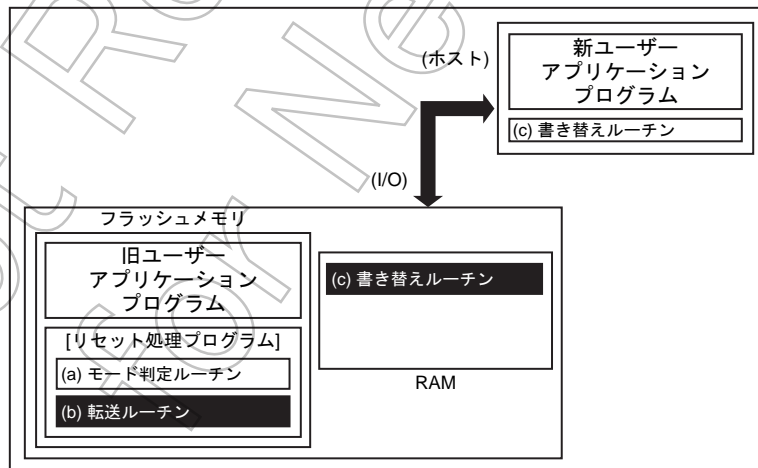 (ホスト)
新ユーザー
アプリケーション
プログラム
(c) 書き替えルーチン
(I/O)
フラッシュメモリ
旧ユーザー
アプリケーション
プログラム
[リセット処理プログラム]
(a) モード判定ルーチン
(b) 転送ルーチン
(c) 書き替えルーチン
RAM